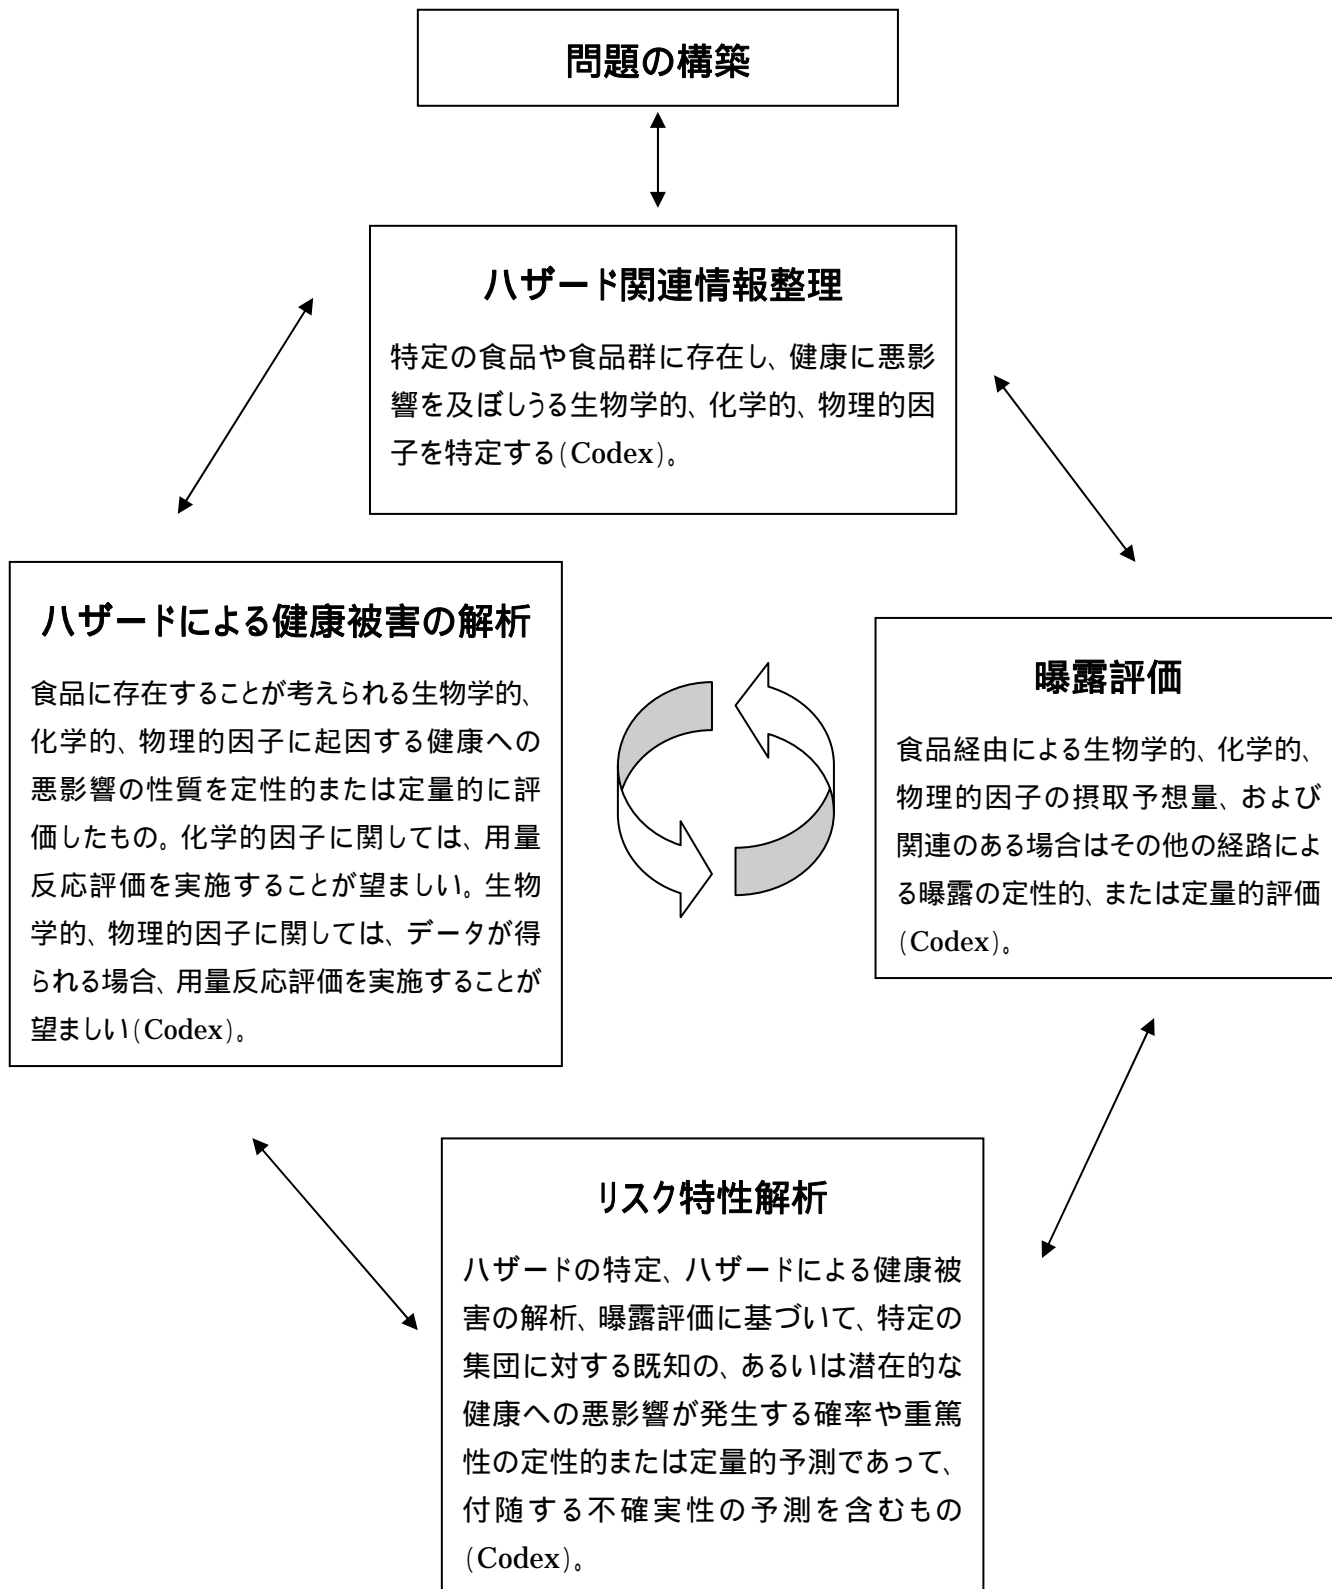 問題の構築
ハザード関連情報整理
特定の食品や食品群に存在し、健康に悪影
響を及ぼしうる生物学的、化学的、物理的因
子を特定する(Codex)。
ハザードによる健康被害の解析
食品に存在することが考えられる生物学的、
化学的、物理的因子に起因する健康への
悪影響の性質を定性的または定量的に評
価したもの。化学的因子に関しては、用量
反応評価を実施することが望ましい。生物
学的、物理的因子に関しては、データが得
られる場合、用量反応評価を実施することが
望ましい(Codex)。
曝露評価
食品経由による生物学的、化学的、
物理的因子の摂取予想量、および
関連のある場合はその他の経路によ
る曝露の定性的、または定量的評価
(Codex)。
リスク特性解析
ハザードの特定、ハザードによる健康被
害の解析、曝露評価に基づいて、特定の
集団に対する既知の、あるいは潜在的な
健康への悪影響が発生する確率や重篤
性の定性的または定量的予測であって、
付随する不確実性の予測を含むもの
(Codex)。